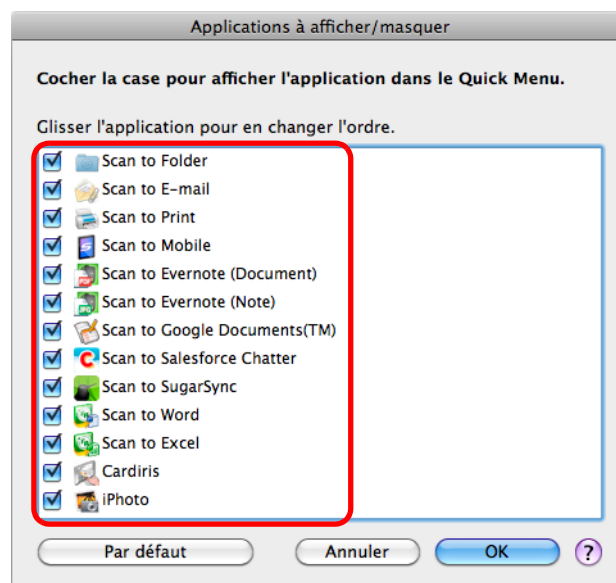 Applications à afficher/masquer
Cocher la case pour afficher l'application dans le Quick Menu.
Glisser l'application pour en changer l'ordre.
Scan to Folder
Scan to E-mail
Scan to Print
Scan to Mobile
Scan to Evernote (Document)
Scan to Evernote (Note)
Scan to Google Documents(TM)
Scan to Salesforce Chatter
Scan to SugarSync
Scan to Word
Scan to Excel
Cardiris
iPhoto
Par défaut Annuler OK ?